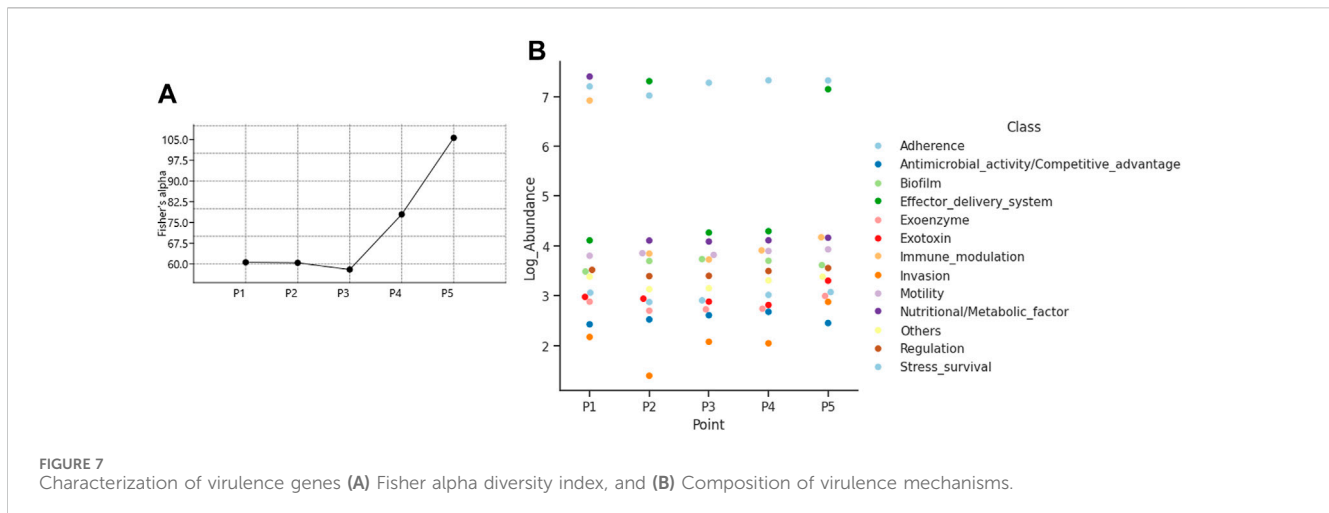 A
Fisher's alpha
105.0
97.5
90.0
82.5
75.0
67.5
60.0
P1 P2 P3 P4 P5
B
Log_Abundance
7
6
5
4
3
2
P1 P2 P3 P4 P5
Point
Class
Adherence
Antimicrobial_activity/Competitive_advantage
Biofilm
Effector_delivery_system
Exoenzyme
Exotoxin
Immune_modulation
Invasion
Motility
Nutritional/Metabolic_factor
Others
Regulation
Stress_survival
FIGURE 7
Characterization of virulence genes (A) Fisher alpha diversity index, and (B) Composition of virulence mechanisms.